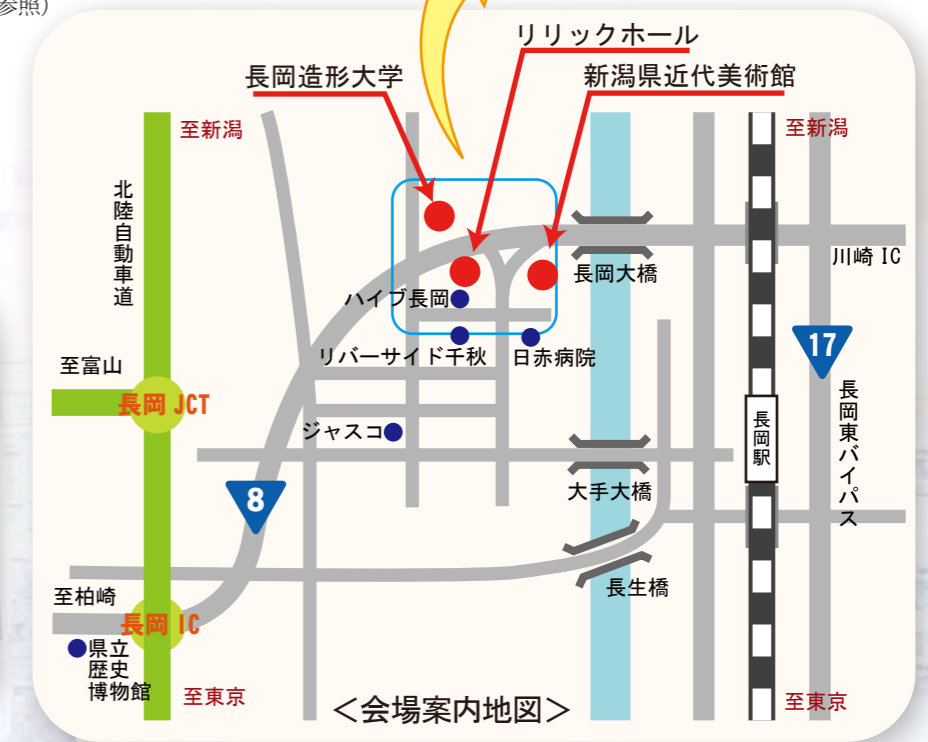 参照）
リリックホール
長岡造形大学
新潟県近代美術館
至新潟
至新潟
北陸自動車道
川崎 IC
長岡大橋
ハイブ長岡
リバーサイド千秋
日赤病院
17
至富山
長岡 JCT
長岡東バイパス
長岡駅
ジャスコ
8
大手大橋
長生橋
至柏崎
長岡 IC
県立
歴史
博物館
至東京
至東京
＜会場案内地図＞